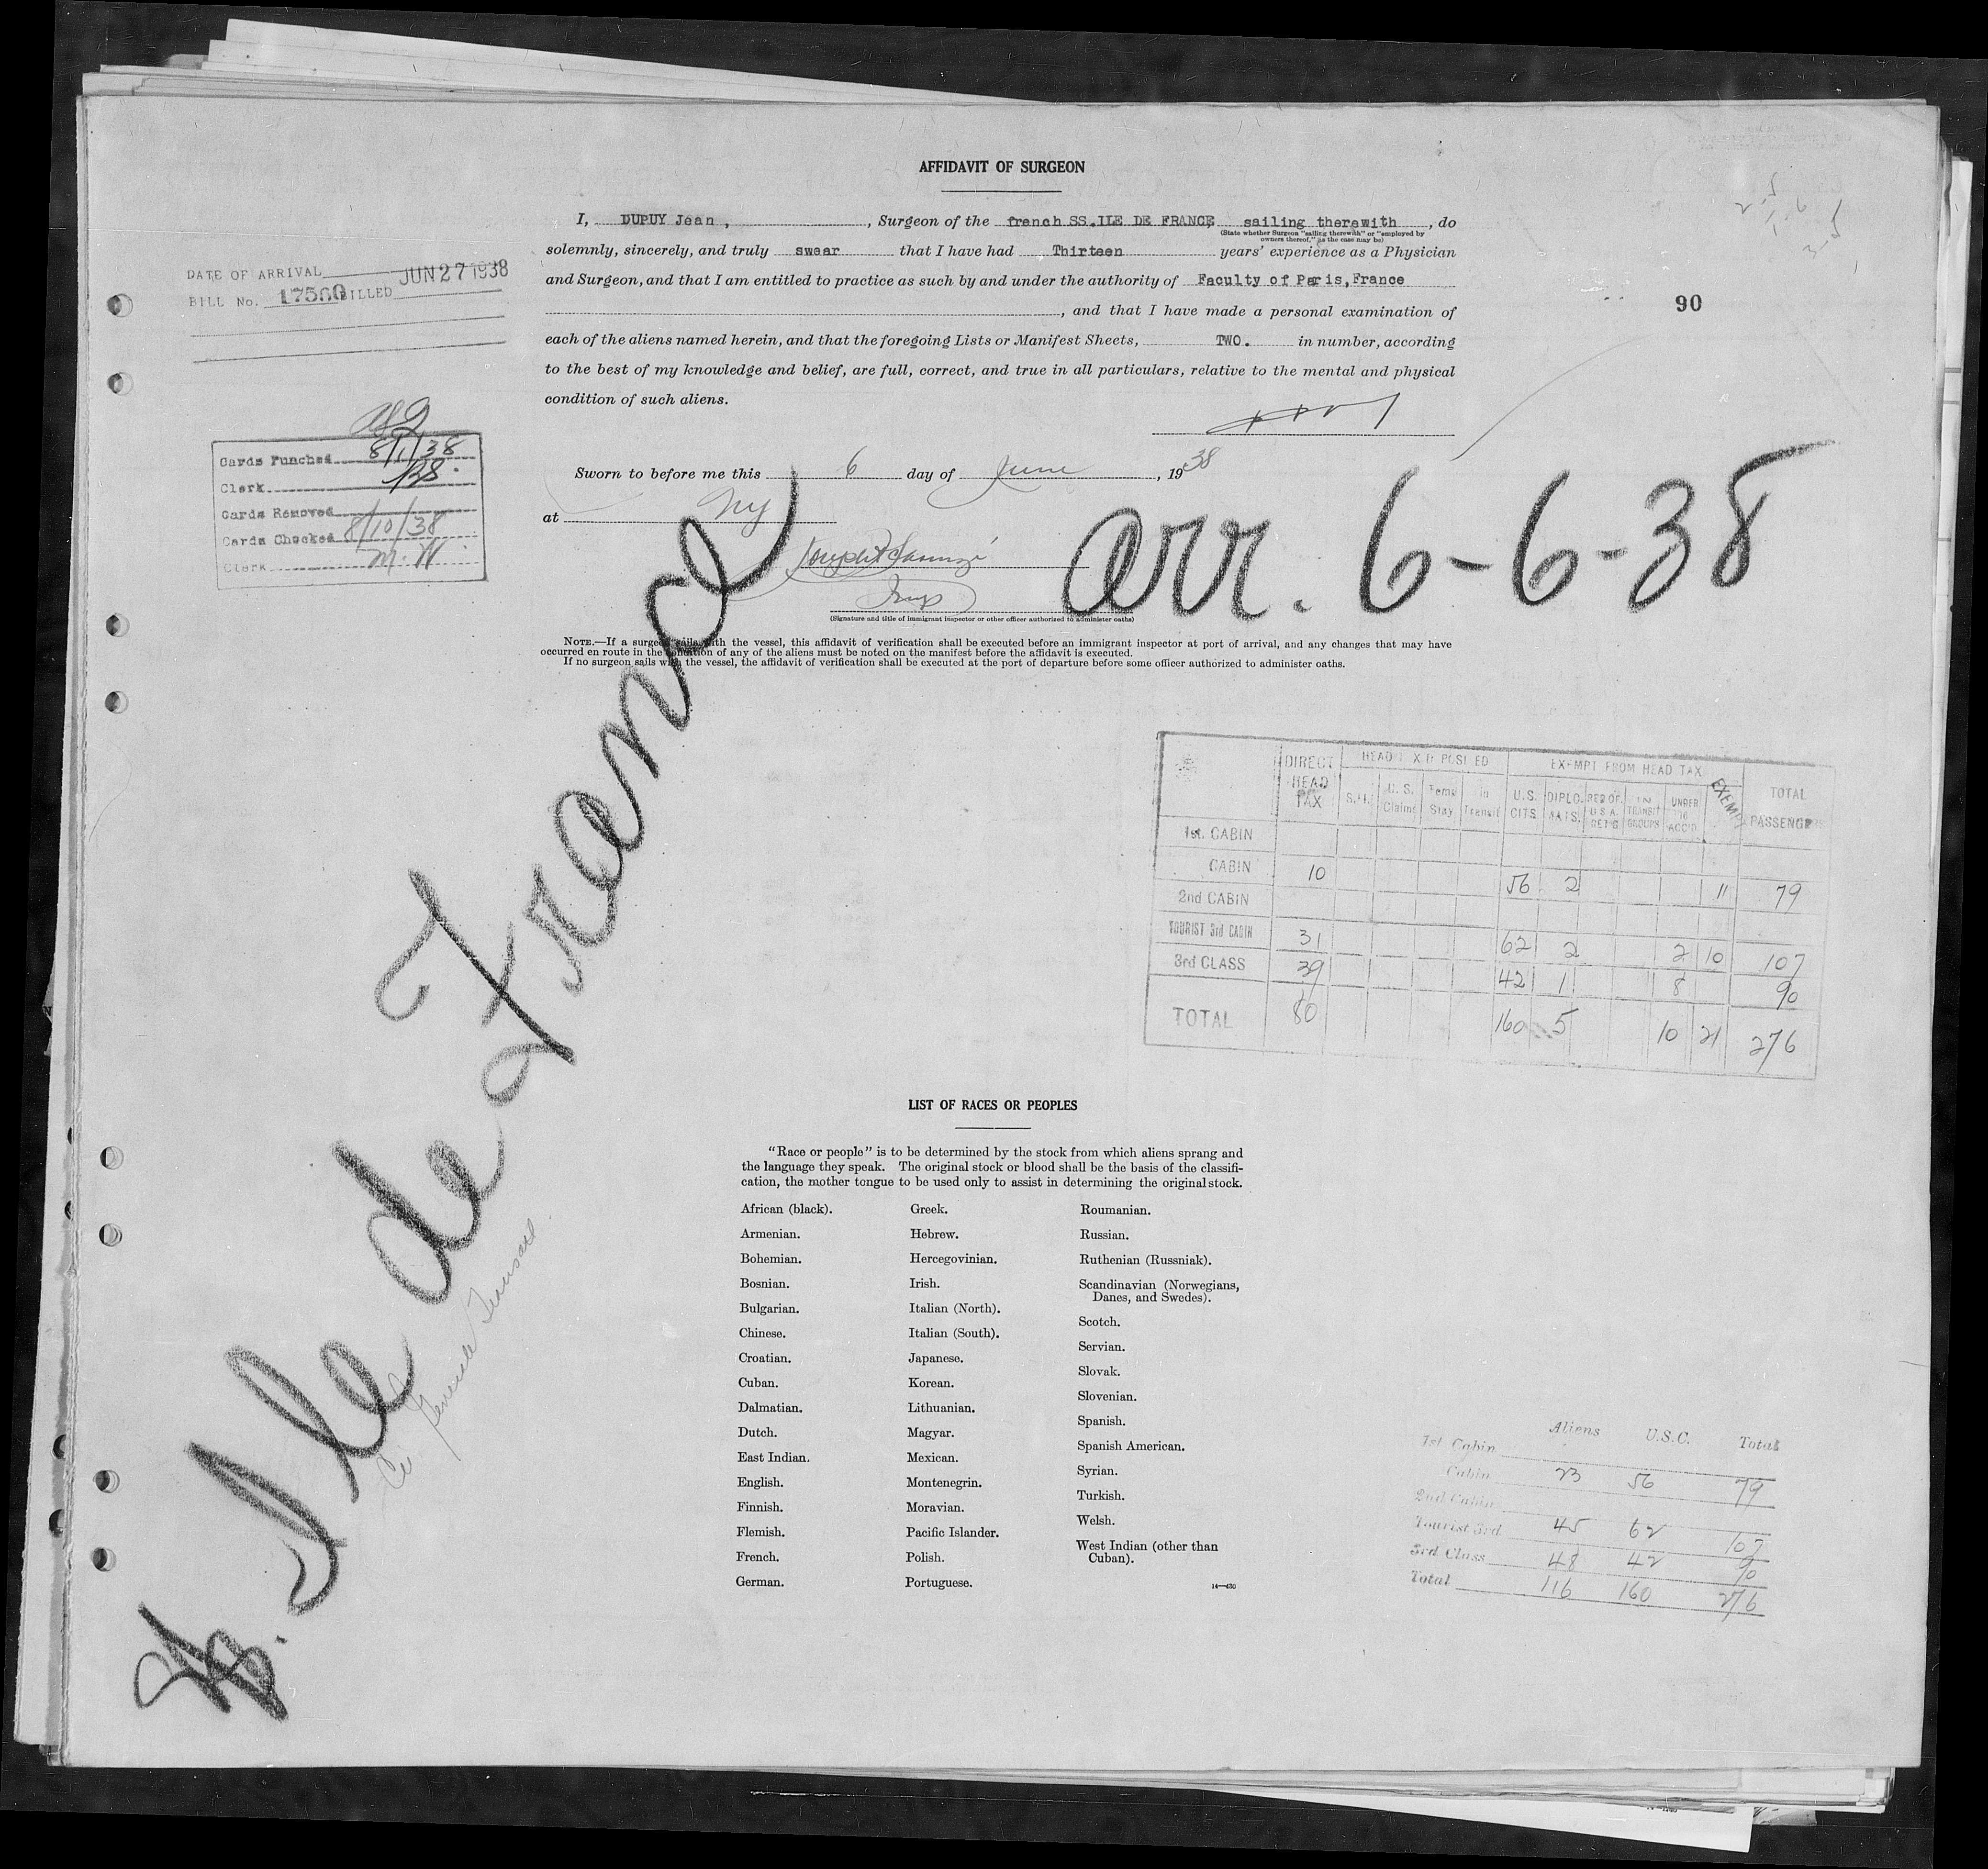 AFFIDAVIT OF SURGEON
I, DUPUY Jean , , Surgeon of the french SS.ILE DE FRANCE sailing therewith , do
(State whether Surgeon "sailing therewith" or "employed by
owners thereof," as the case may be)
solemnly, sincerely, and truly swear that I have had Thirteen years' experience as a Physician
and Surgeon, and that I am entitled to practice as such by and under the authority of Faculty of Paris, France
, and that I have made a personal examination of
each of the aliens named herein, and that the foregoing Lists or Manifest Sheets, TWO. in number, according
to the best of my knowledge and belief, are full, correct, and true in all particulars, relative to the mental and physical
condition of such aliens.
DATE OF ARRIVAL JUN 27 1938
BILL No. 17560 BILLED
90
Cards Punched 8/1/38
Clerk
Cards Removed
Cards Checked 8/10/38
Clerk M.W.
Sworn to before me this 6 day of June , 1938
at NY
Insp
(Signature and title of immigrant inspector or other officer authorized to administer oaths)
arr. 6-6-38
NOTE.—If a surgeon sails with the vessel, this affidavit of verification shall be executed before an immigrant inspector at port of arrival, and any changes that may have
occurred en route in the condition of any of the aliens must be noted on the manifest before the affidavit is executed.
If no surgeon sails with the vessel, the affidavit of verification shall be executed at the port of departure before some officer authorized to administer oaths.
Ile de France
DIRECT HEAD TAX
EXEMPT FROM HEAD TAX
S.I. U.S. Claims Temp Stay In Transit U.S. CITS. DIPLO. IN TRANSIT GROUPS UNDER 16 ACC'D EXEMPT TOTAL PASSENGERS
1st. CABIN
CABIN 10 56 2 11 79
2nd CABIN
TOURIST 3rd CABIN 31 62 2 2 10 107
3rd CLASS 39 42 1 8 90
TOTAL 80 160 5 10 21 276
LIST OF RACES OR PEOPLES
"Race or people" is to be determined by the stock from which aliens sprang and
the language they speak. The original stock or blood shall be the basis of the classifi-
cation, the mother tongue to be used only to assist in determining the original stock.
African (black).
Armenian.
Bohemian.
Bosnian.
Bulgarian.
Chinese.
Croatian.
Cuban.
Dalmatian.
Dutch.
East Indian.
English.
Finnish.
Flemish.
French.
German.
Greek.
Hebrew.
Hercegovinian.
Irish.
Italian (North).
Italian (South).
Japanese.
Korean.
Lithuanian.
Magyar.
Mexican.
Montenegrin.
Moravian.
Pacific Islander.
Polish.
Portuguese.
Roumanian.
Russian.
Ruthenian (Russniak).
Scandinavian (Norwegians,
Danes, and Swedes).
Scotch.
Servian.
Slovak.
Slovenian.
Spanish.
Spanish American.
Syrian.
Turkish.
Welsh.
West Indian (other than
Cuban).
14—430
Aliens U.S.C. Total
1st Cabin
Cabin 23 56 79
2nd Cabin
Tourist 3rd 45 62 107
3rd Class 48 42 90
Total 116 160 276